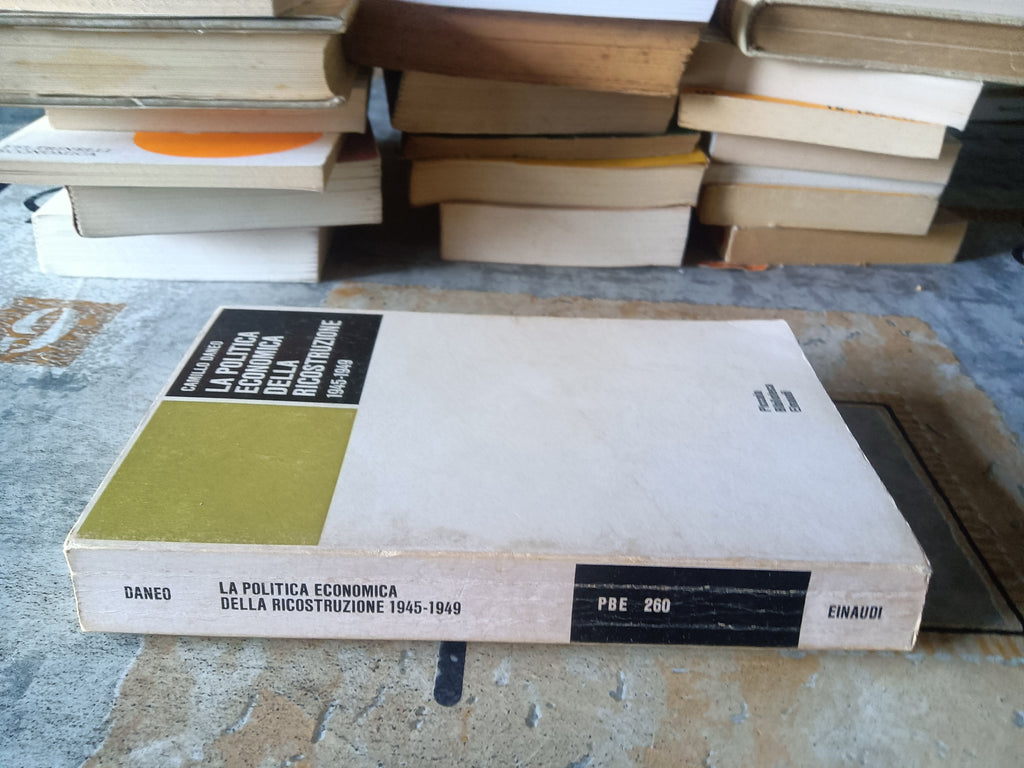 CAMILLO DANEO
LA POLITICA
ECONOMICA
DELLA
RICOSTRUZIONE
1945-1949
Piccola
Biblioteca
Einaudi
DANEO
LA POLITICA ECONOMICA
DELLA RICOSTRUZIONE 1945-1949
PBE 260
EINAUDI